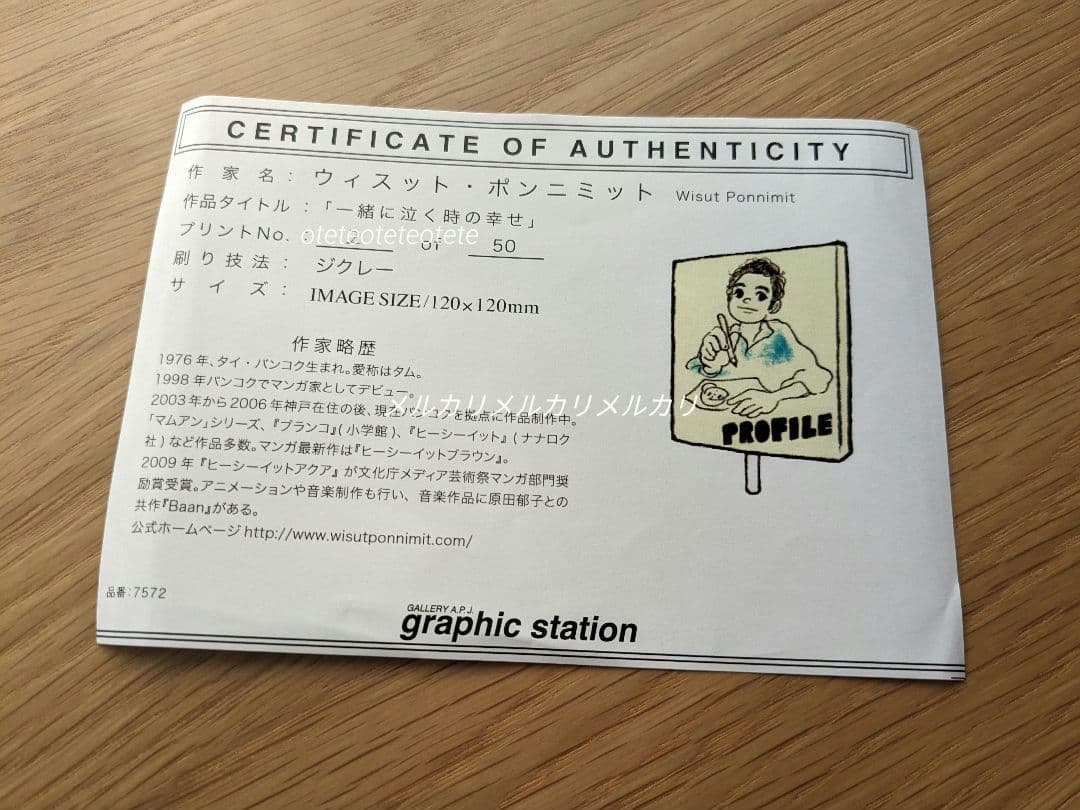 CERTIFICATE OF AUTHENTICITY
作家名：ウィスット・ポンニミット Wisut Ponnimit
作品タイトル：「一緒に泣く時の幸せ」
プリントNo. : of 50
oteteoteteotete
刷り技法：ジクレー
サイズ：IMAGE SIZE/120×120mm
作家略歴
1976年、タイ・バンコク生まれ。愛称はタム。
1998年バンコクでマンガ家としてデビュー。
2003年から2006年神戸在住の後、現在バンコクを拠点に作品制作中。
メルカリメルカリメルカリ
「マムアン」シリーズ、『ブランコ』(小学館)、『ヒーシーイット』(ナナロク
社)など作品多数。マンガ最新作は『ヒーシーイットブラウン』。
2009年『ヒーシーイットアクア』が文化庁メディア芸術祭マンガ部門奨
励賞受賞。アニメーションや音楽制作も行い、音楽作品に原田郁子との
共作『Baan』がある。
公式ホームページ http://www.wisutponnimit.com/
PROFILE
品番：7572
GALLERY A.P.J.
graphic station